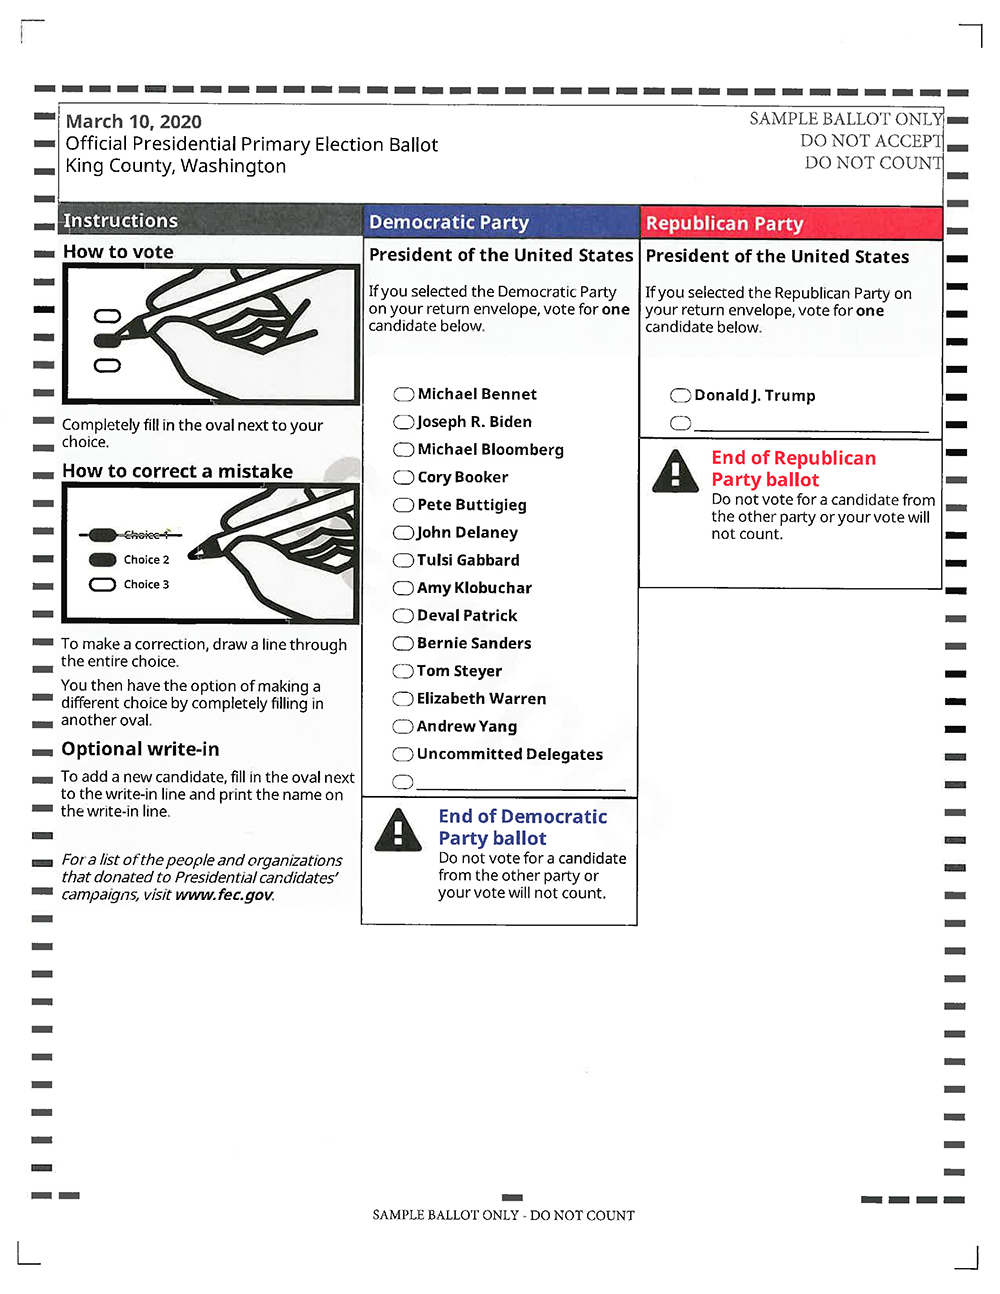 March 10, 2020
Official Presidential Primary Election Ballot
King County, Washington
SAMPLE BALLOT ONLY
DO NOT ACCEPT
DO NOT COUNT
Instructions
How to vote
Completely fill in the oval next to your
choice.
How to correct a mistake
Choice 1
Choice 2
Choice 3
To make a correction, draw a line through
the entire choice.
You then have the option of making a
different choice by completely filling in
another oval.
Optional write-in
To add a new candidate, fill in the oval next
to the write-in line and print the name on
the write-in line.
For a list of the people and organizations
that donated to Presidential candidates'
campaigns, visit www.fec.gov.
Democratic Party
President of the United States
If you selected the Democratic Party
on your return envelope, vote for one
candidate below.
Michael Bennet
Joseph R. Biden
Michael Bloomberg
Cory Booker
Pete Buttigieg
John Delaney
Tulsi Gabbard
Amy Klobuchar
Deval Patrick
Bernie Sanders
Tom Steyer
Elizabeth Warren
Andrew Yang
Uncommitted Delegates
End of Democratic
Party ballot
Do not vote for a candidate
from the other party or
your vote will not count.
Republican Party
President of the United States
If you selected the Republican Party on
your return envelope, vote for one
candidate below.
Donald J. Trump
End of Republican
Party ballot
Do not vote for a candidate from
the other party or your vote will
not count.
SAMPLE BALLOT ONLY - DO NOT COUNT